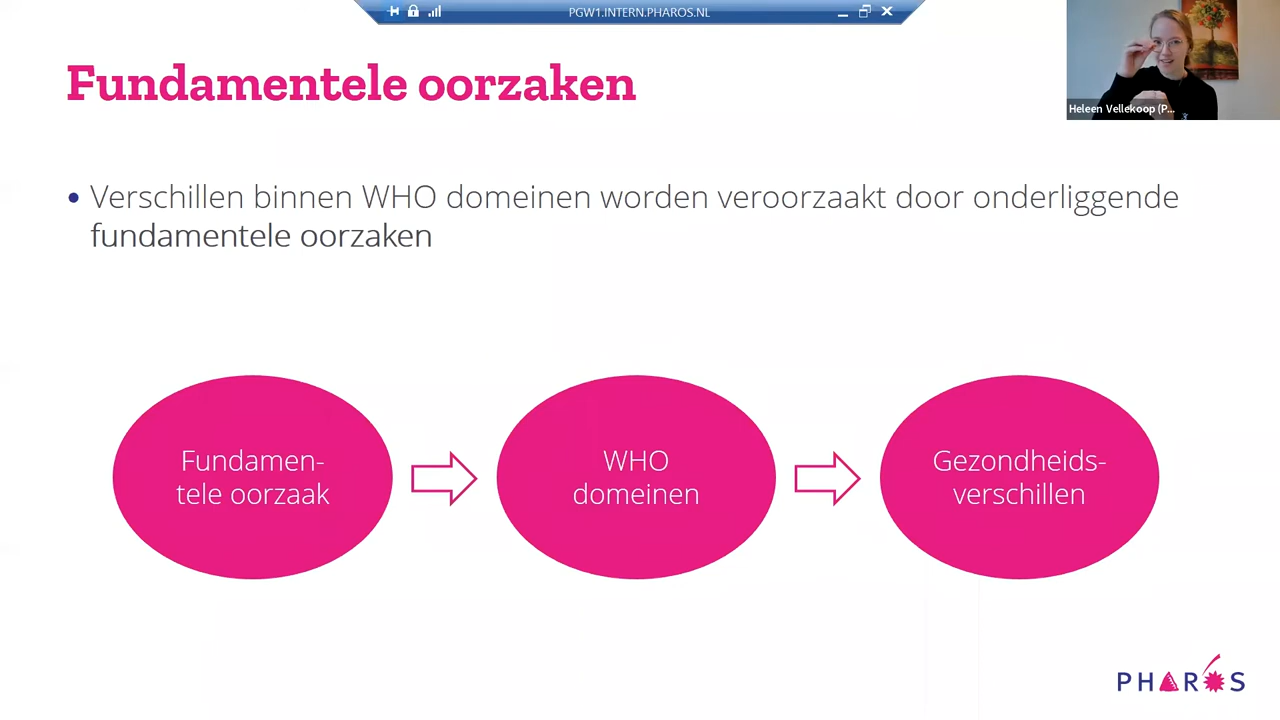 PGW1.INTERN.PHAROS.NL
Fundamentele oorzaken
Heleen Vellekoop (P...
• Verschillen binnen WHO domeinen worden veroorzaakt door onderliggende
fundamentele oorzaken
Fundamen-
tele oorzaak
WHO
domeinen
Gezondheids-
verschillen
PHAROS